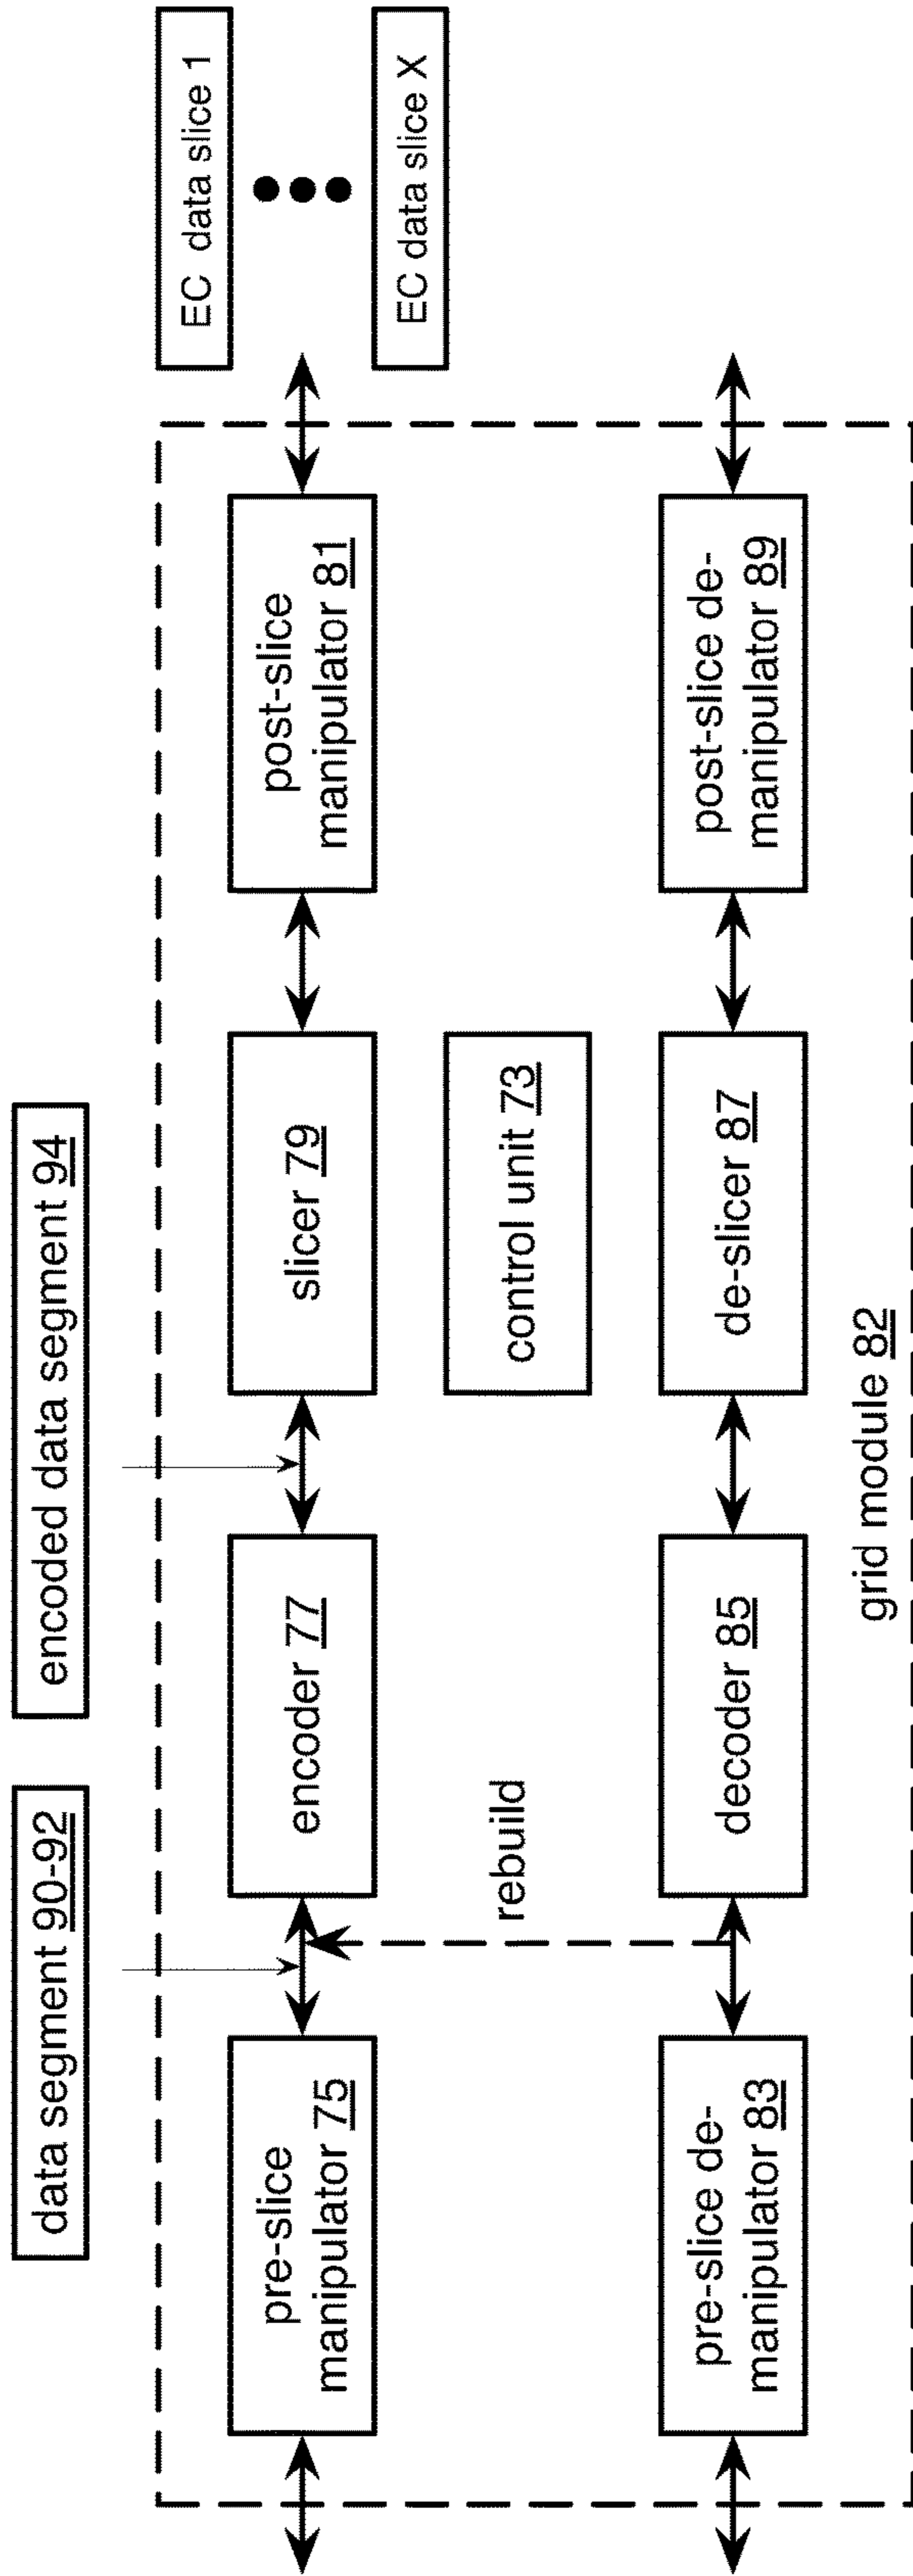 data segment 90-92
encoded data segment 94
EC data slice 1
EC data slice X
pre-slice
manipulator 75
encoder 77
slicer 79
post-slice
manipulator 81
rebuild
control unit 73
pre-slice de-
manipulator 83
decoder 85
de-slicer 87
post-slice de-
manipulator 89
grid module 82